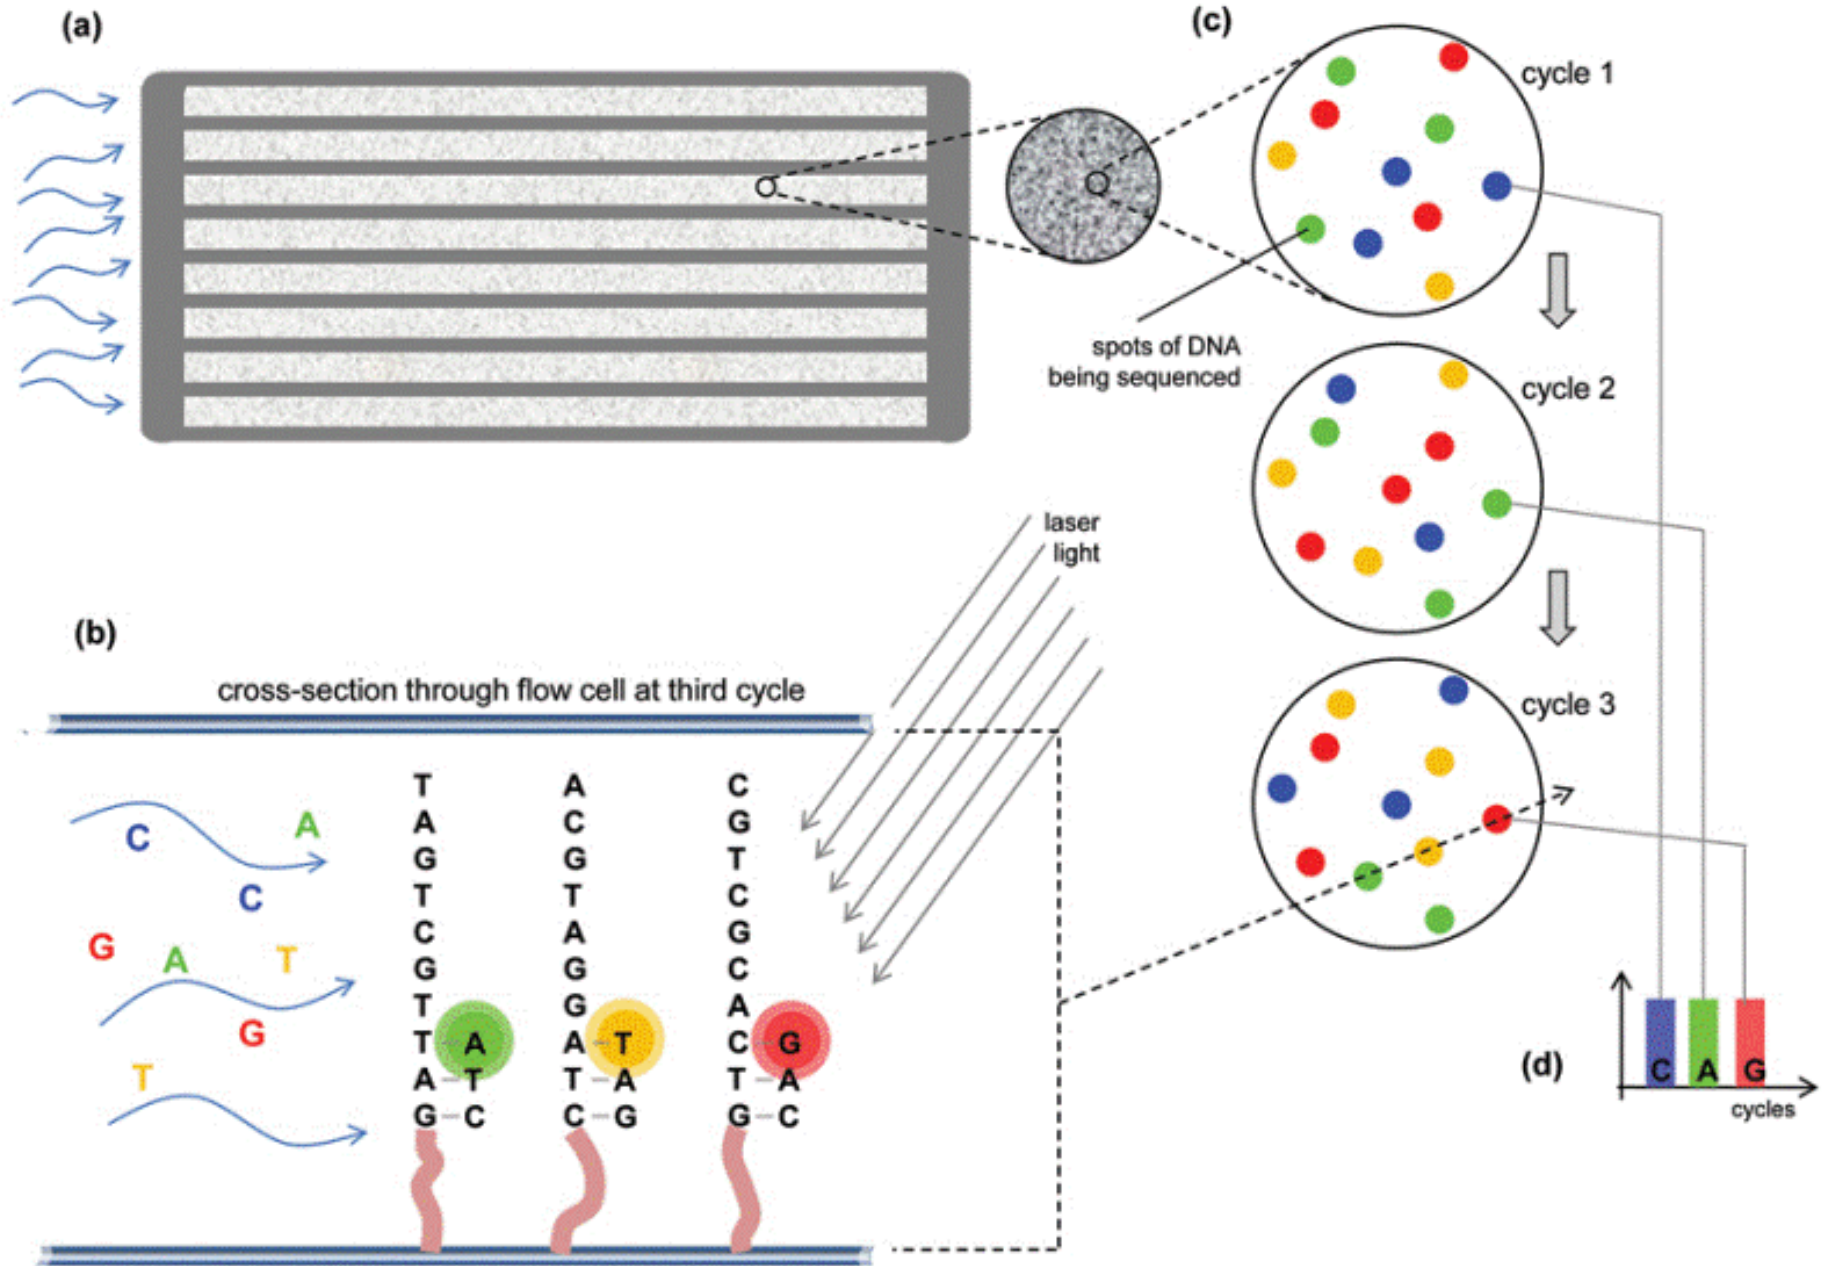 (a)
(c)
cycle 1
spots of DNA
being sequenced
cycle 2
cycle 3
laser
light
(b)
cross-section through flow cell at third cycle
C
A
C
G
A
T
G
T
T
A
G
T
C
G
T
T A
A T
G C
A
C
G
T
A
G
G
A T
T A
C G
C
G
T
C
G
C
A
C G
T A
G C
(d)
C A G
cycles